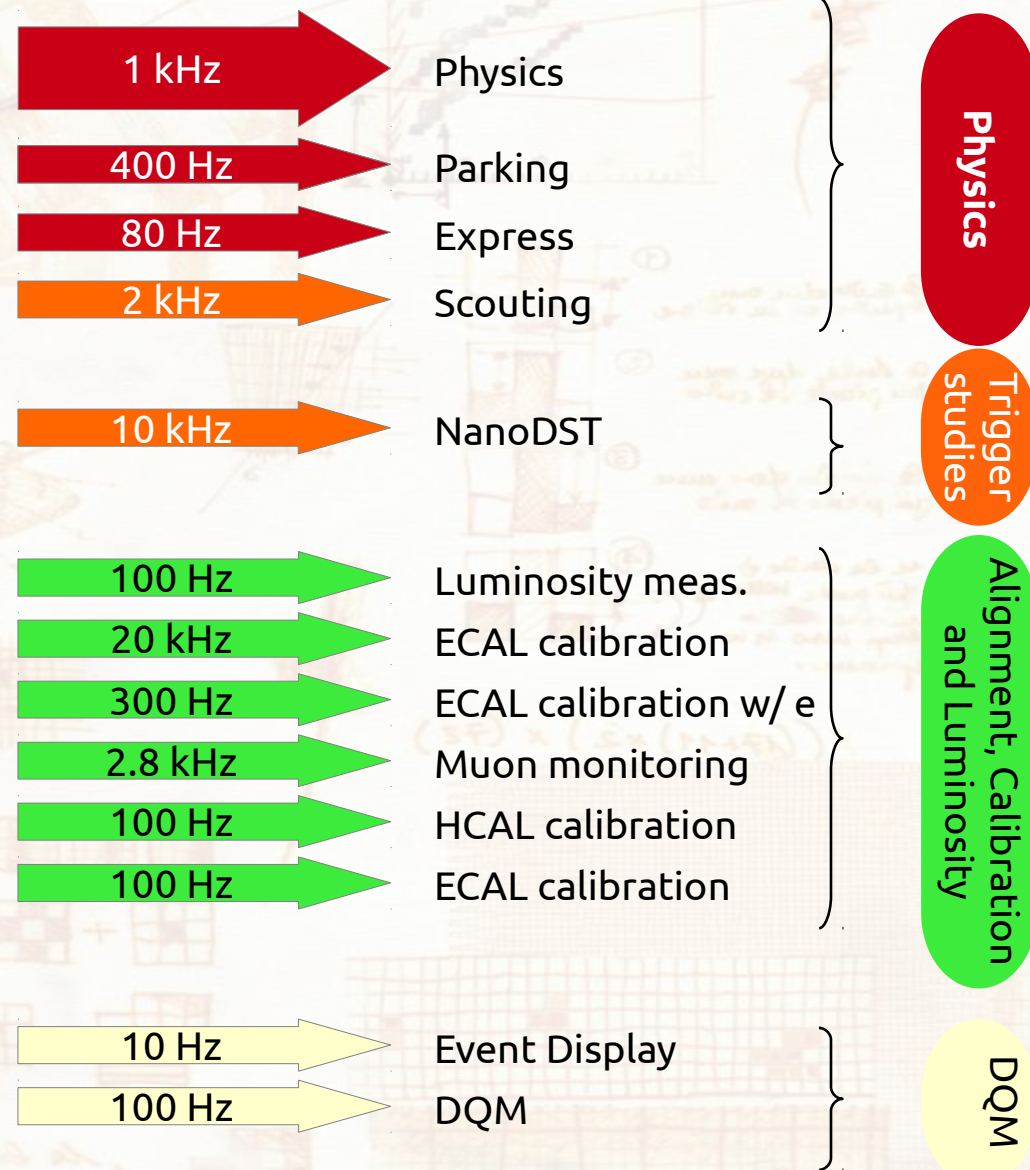 1 kHz Physics
400 Hz Parking
80 Hz Express
2 kHz Scouting
Physics
10 kHz NanoDST
Trigger
studies
100 Hz Luminosity meas.
20 kHz ECAL calibration
300 Hz ECAL calibration w/ e
2.8 kHz Muon monitoring
100 Hz HCAL calibration
100 Hz ECAL calibration
Alignment, Calibration
and Luminosity
10 Hz Event Display
100 Hz DQM
DQM